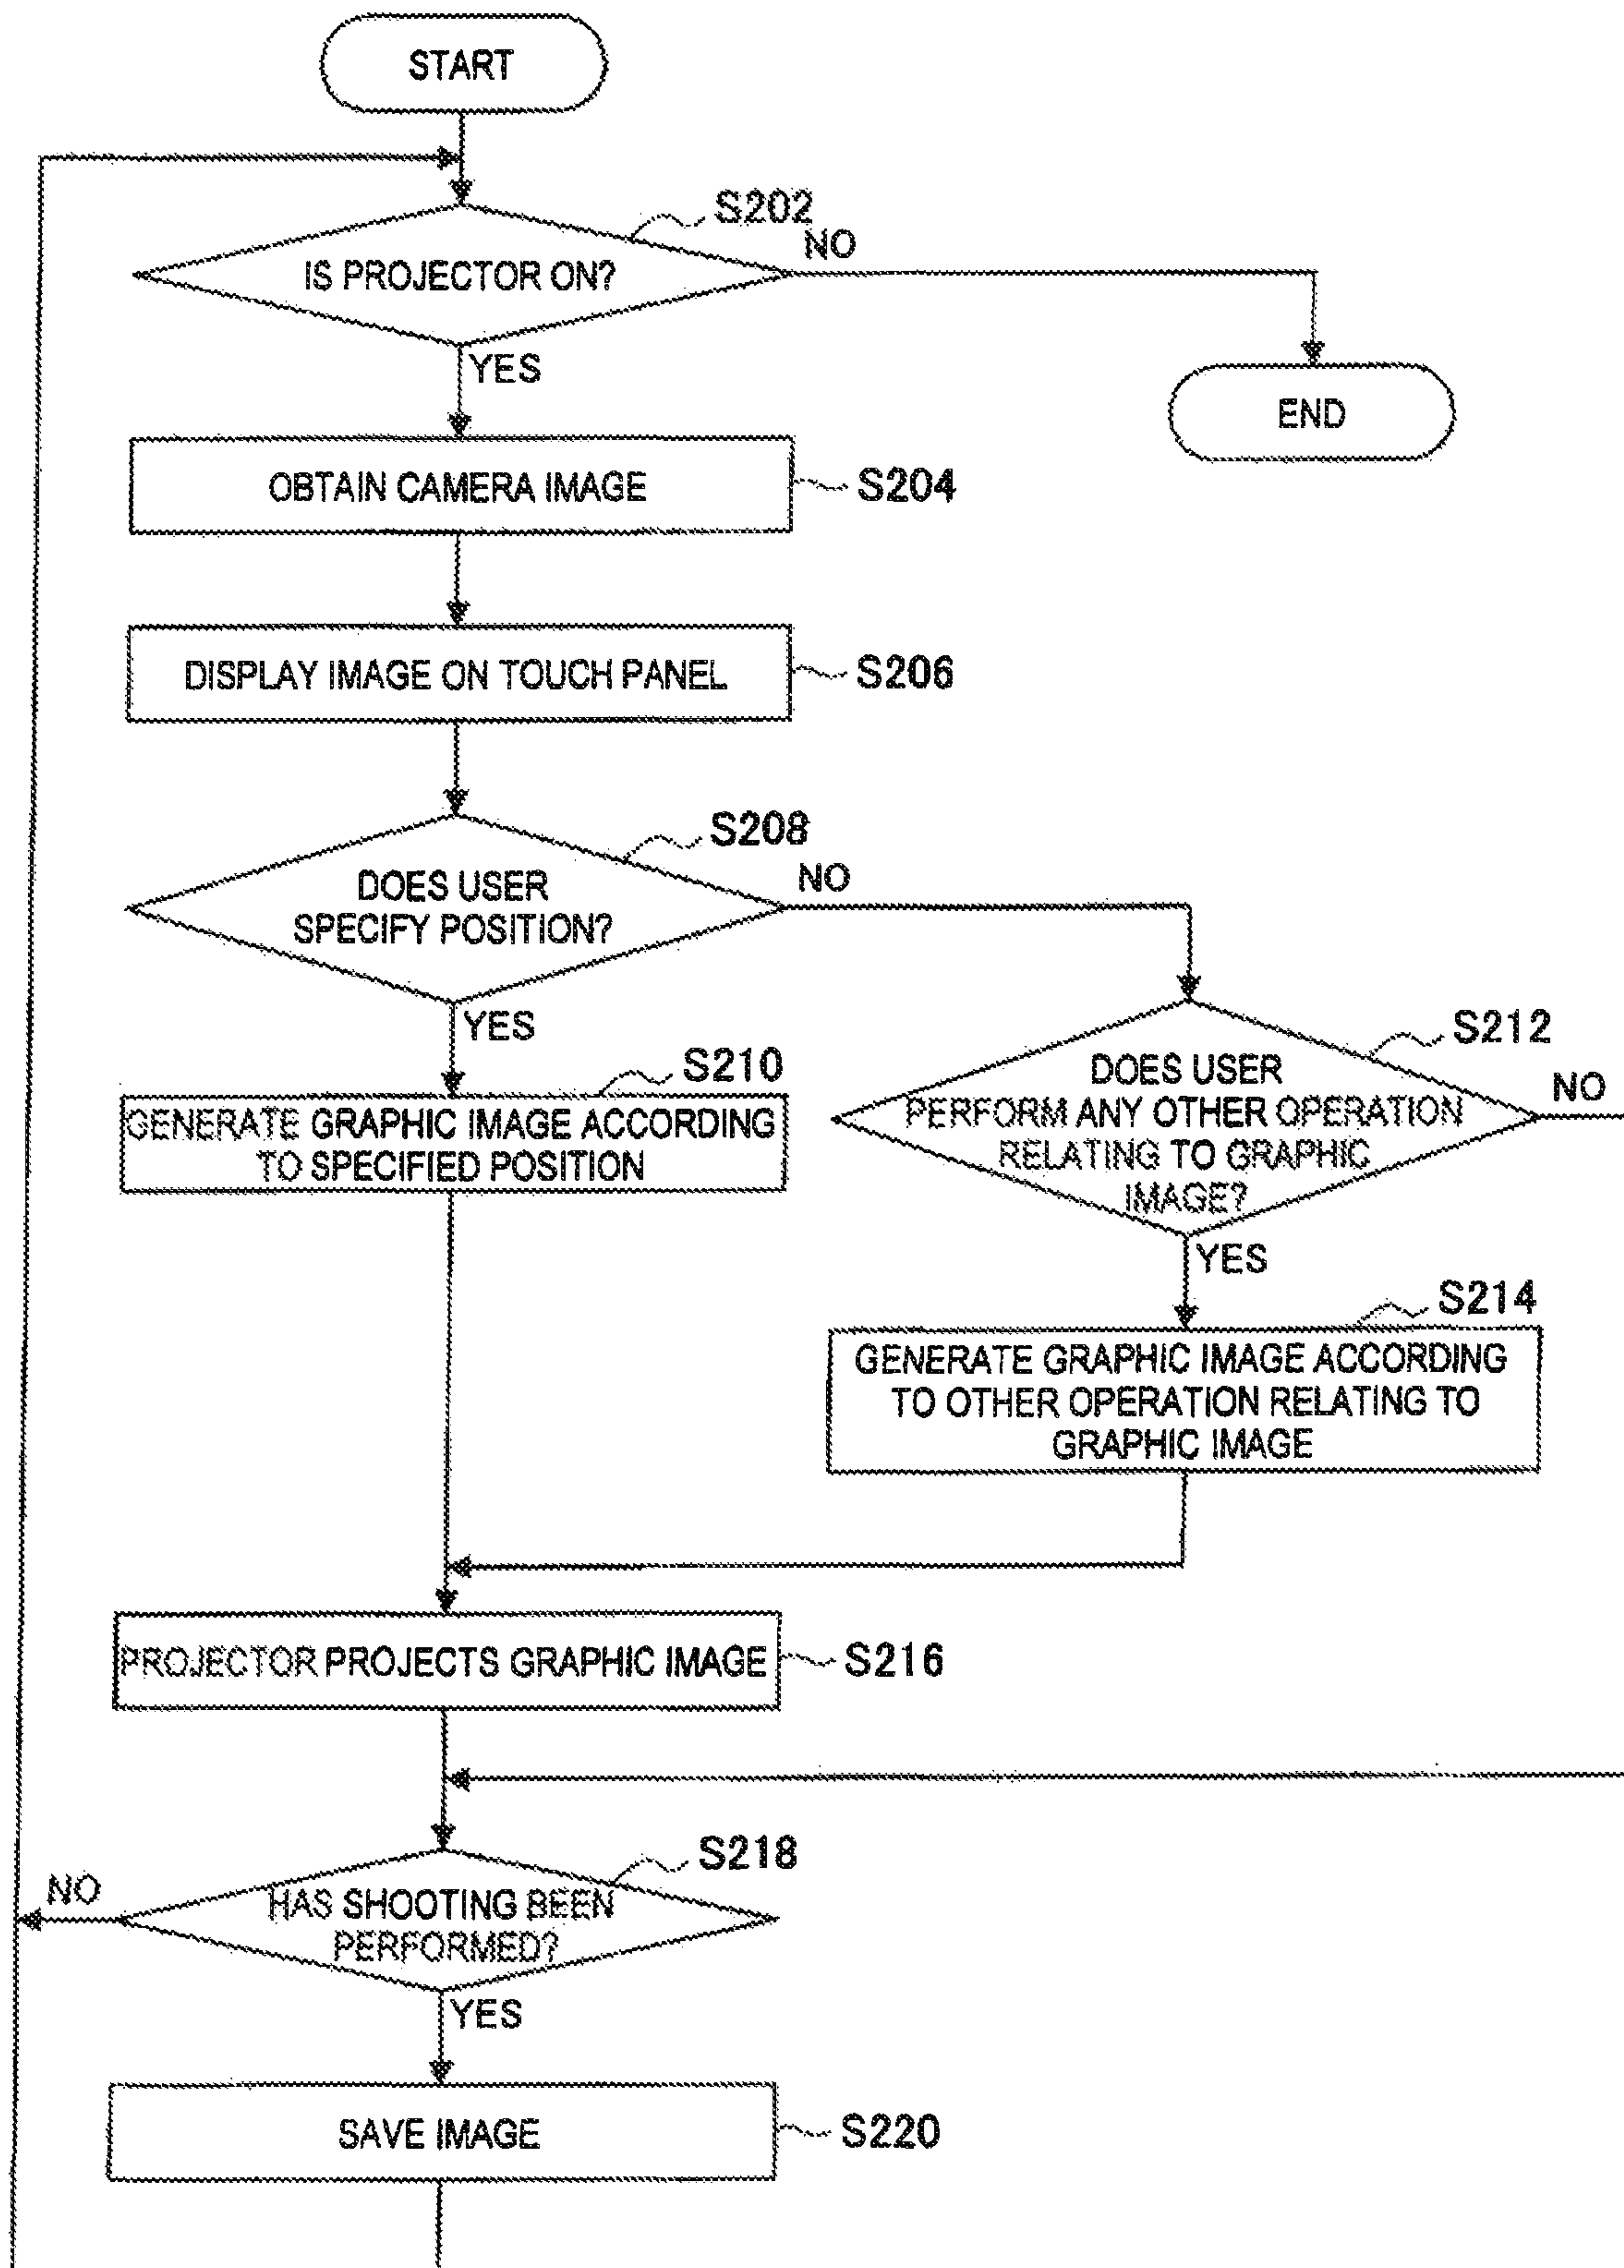 START
S202
NO
IS PROJECTOR ON?
YES
END
OBTAIN CAMERA IMAGE
S204
DISPLAY IMAGE ON TOUCH PANEL
S206
S208
NO
DOES USER
SPECIFY POSITION?
YES
S212
S210
DOES USER
NO
PERFORM ANY OTHER OPERATION
RELATING TO GRAPHIC
IMAGE?
GENERATE GRAPHIC IMAGE ACCORDING
TO SPECIFIED POSITION
YES
S214
GENERATE GRAPHIC IMAGE ACCORDING
TO OTHER OPERATION RELATING TO
GRAPHIC IMAGE
PROJECTOR PROJECTS GRAPHIC IMAGE
S216
S218
NO
HAS SHOOTING BEEN
PERFORMED?
YES
SAVE IMAGE
S220